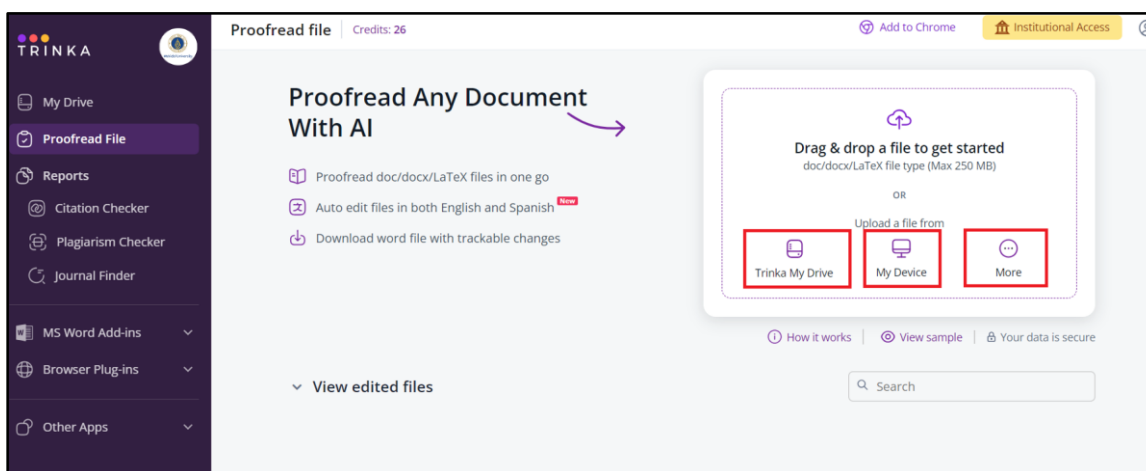 TRINKA
My Drive
Proofread File
Reports
Citation Checker
Plagiarism Checker
Journal Finder
MS Word Add-ins
Browser Plug-ins
Other Apps
Proofread file
Credits: 26
Add to Chrome
Institutional Access
Proofread Any Document
With AI
Proofread doc/docx/LaTeX files in one go
Auto edit files in both English and Spanish New
Download word file with trackable changes
Drag & drop a file to get started
doc/docx/LaTeX file type (Max 250 MB)
OR
Upload a file from
Trinka My Drive
My Device
More
How it works
View sample
Your data is secure
View edited files
Search